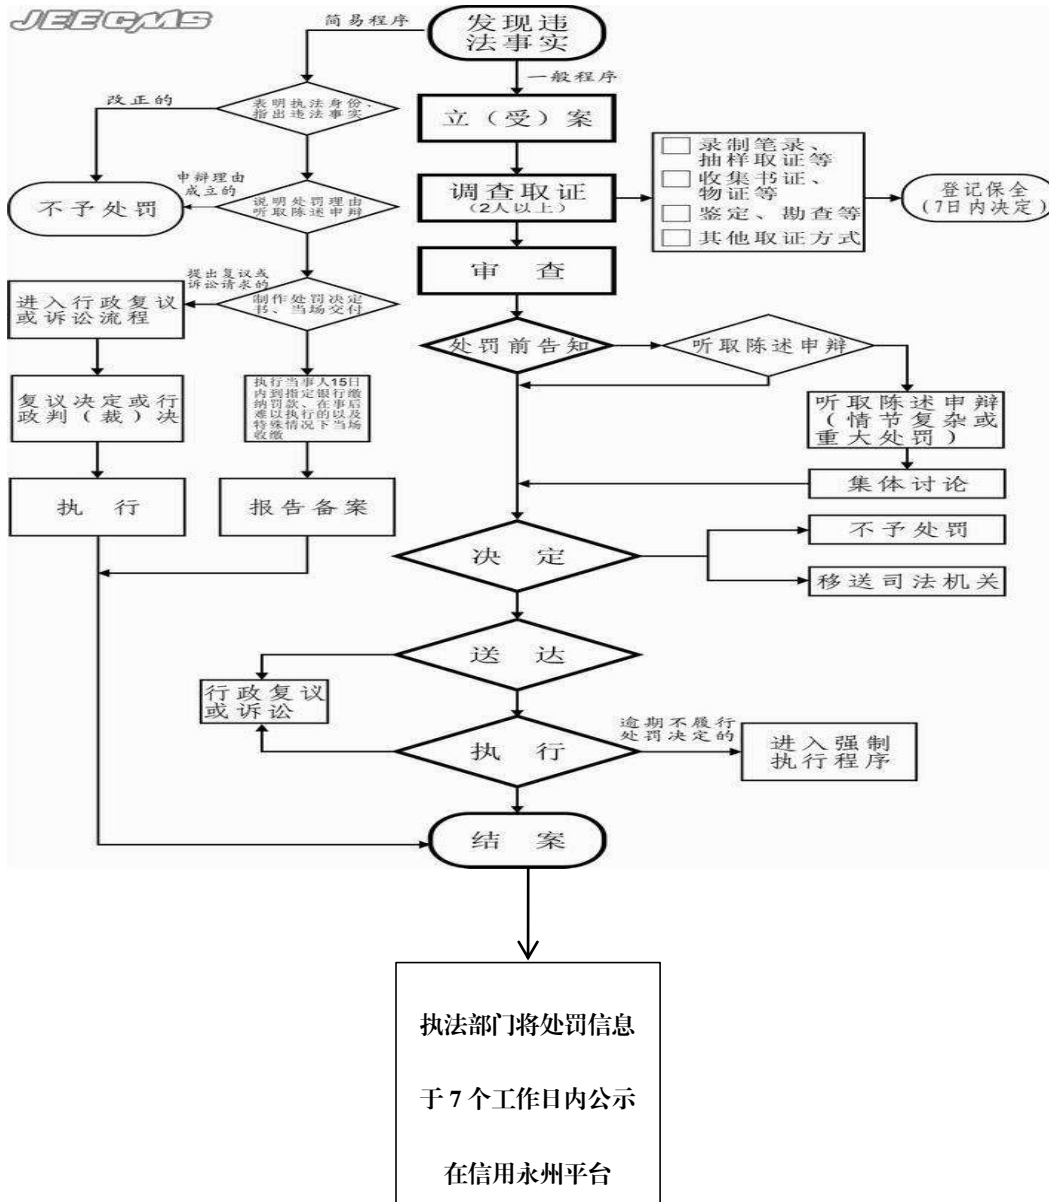 JEECMS
简易程序
发现违
法事实
一般程序
改正的
表明执法身份、
指出违法事实
立（受）案
录制笔录、
抽样取证等
收集书证、
物证等
鉴定、勘查等
其他取证方式
调查取证
（2人以上）
登记保全
（7日内决定）
申辩理由
成立的
不予处罚
说明处罚理由
听取陈述申辩
审查
提出复议或
诉讼请求的
进入行政复议
或诉讼流程
制作处罚决定
书、当场交付
处罚前告知
听取陈述申辩
复议决定或行
政判（裁）决
执行当事人15日
内到指定银行缴
纳罚款、在事后
难以执行的以及
特殊情况下当场
收缴
听取陈述申辩
（情节复杂或
重大处罚）
执行
报告备案
集体讨论
决定
不予处罚
移送司法机关
送达
行政复议
或诉讼
执行
逾期不履行
处罚决定的
进入强制
执行程序
结案
执法部门将处罚信息
于 7 个工作日内公示
在信用永州平台